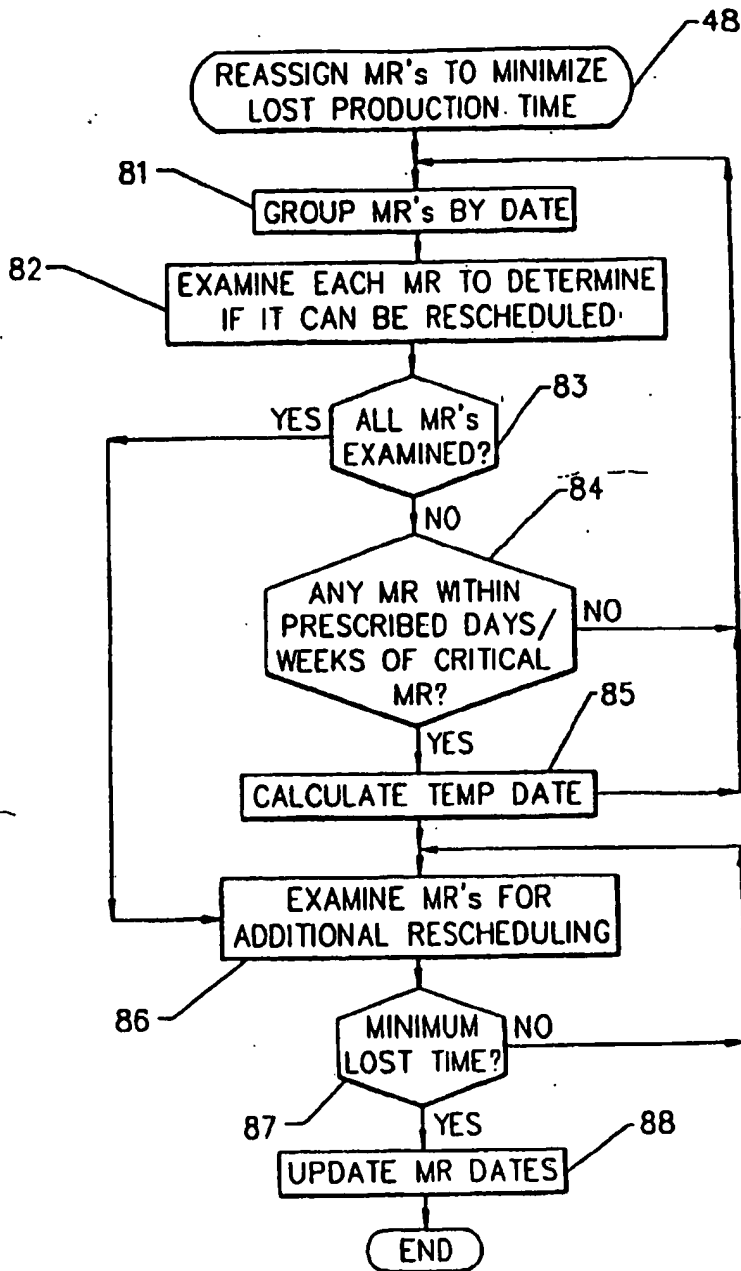 48
REASSIGN MR's TO MINIMIZE
LOST PRODUCTION TIME
81
GROUP MR's BY DATE
82
EXAMINE EACH MR TO DETERMINE
IF IT CAN BE RESCHEDULED
83
YES
ALL MR's
EXAMINED?
NO
84
ANY MR WITHIN
PRESCRIBED DAYS/
WEEKS OF CRITICAL
MR?
NO
YES
85
CALCULATE TEMP DATE
EXAMINE MR's FOR
ADDITIONAL RESCHEDULING
86
MINIMUM
LOST TIME?
NO
87
YES
88
UPDATE MR DATES
END